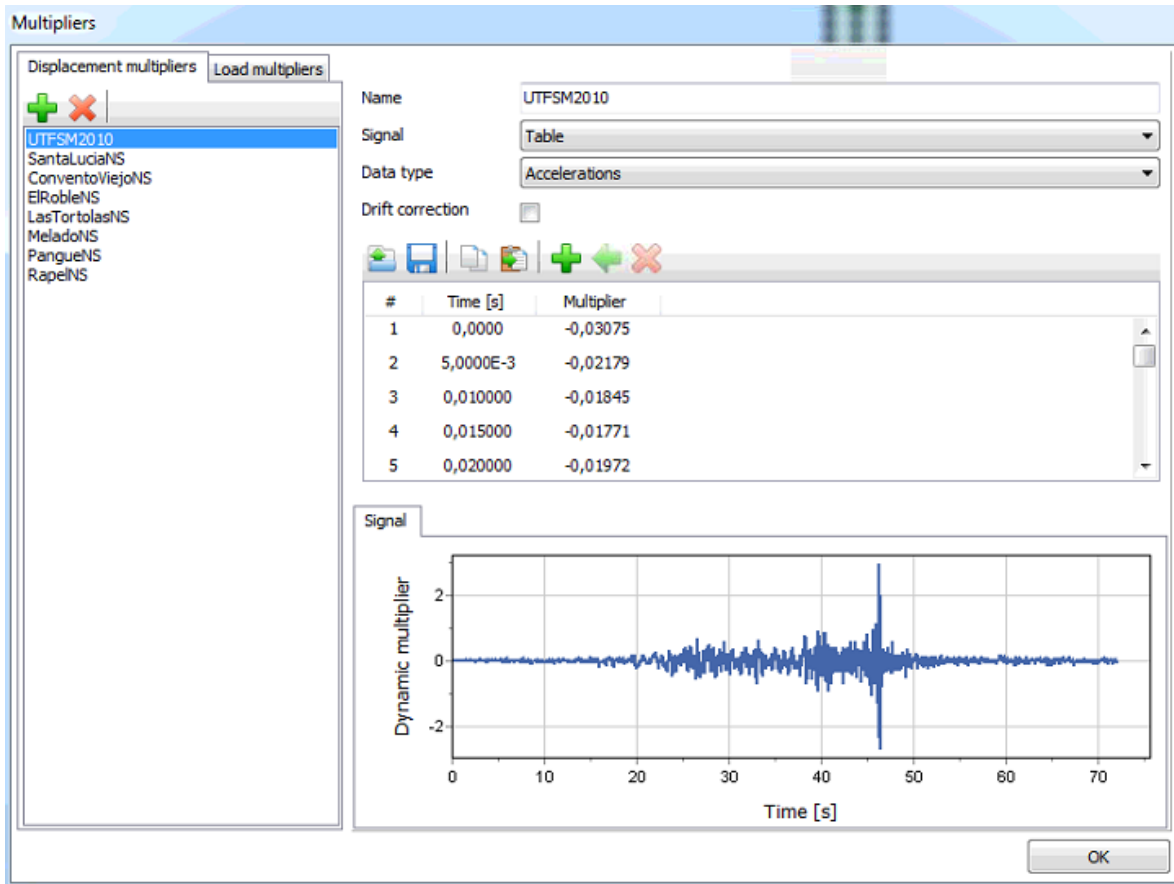 Multipliers
Displacement multipliers Load multipliers
UTFSM2010
SantaLuciaNS
ConventoViejoNS
ElRobleNS
LasTortolasNS
MeladoNS
PangueNS
RapelNS
Name UTFSM2010
Signal Table
Data type Accelerations
Drift correction
# Time [s] Multiplier
1 0,0000 -0,03075
2 5,0000E-3 -0,02179
3 0,010000 -0,01845
4 0,015000 -0,01771
5 0,020000 -0,01972
Signal
Dynamic multiplier
2
0
-2
0 10 20 30 40 50 60 70
Time [s]
OK